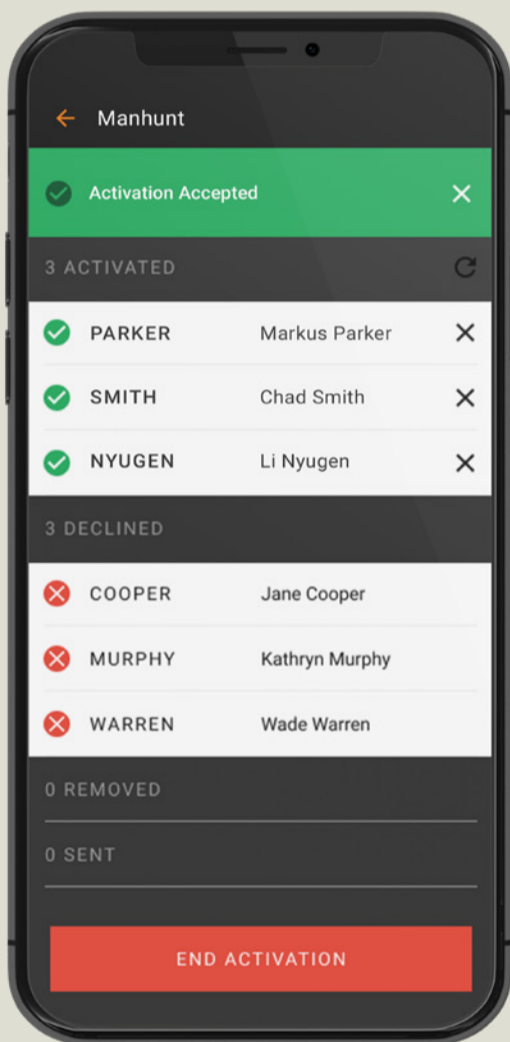 Manhunt
Activation Accepted
3 ACTIVATED
PARKER Markus Parker
SMITH Chad Smith
NYUGEN Li Nyugen
3 DECLINED
COOPER Jane Cooper
MURPHY Kathryn Murphy
WARREN Wade Warren
0 REMOVED
0 SENT
END ACTIVATION